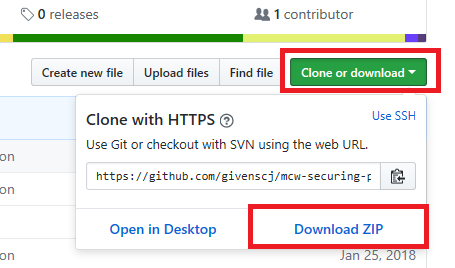 0 releases
1 contributor
Create new file
Upload files
Find file
Clone or download
Clone with HTTPS
Use SSH
Use Git or checkout with SVN using the web URL.
https://github.com/givenscj/mcw-securing-p
Open in Desktop
Download ZIP
on
on
on
on
Jan 25, 2018